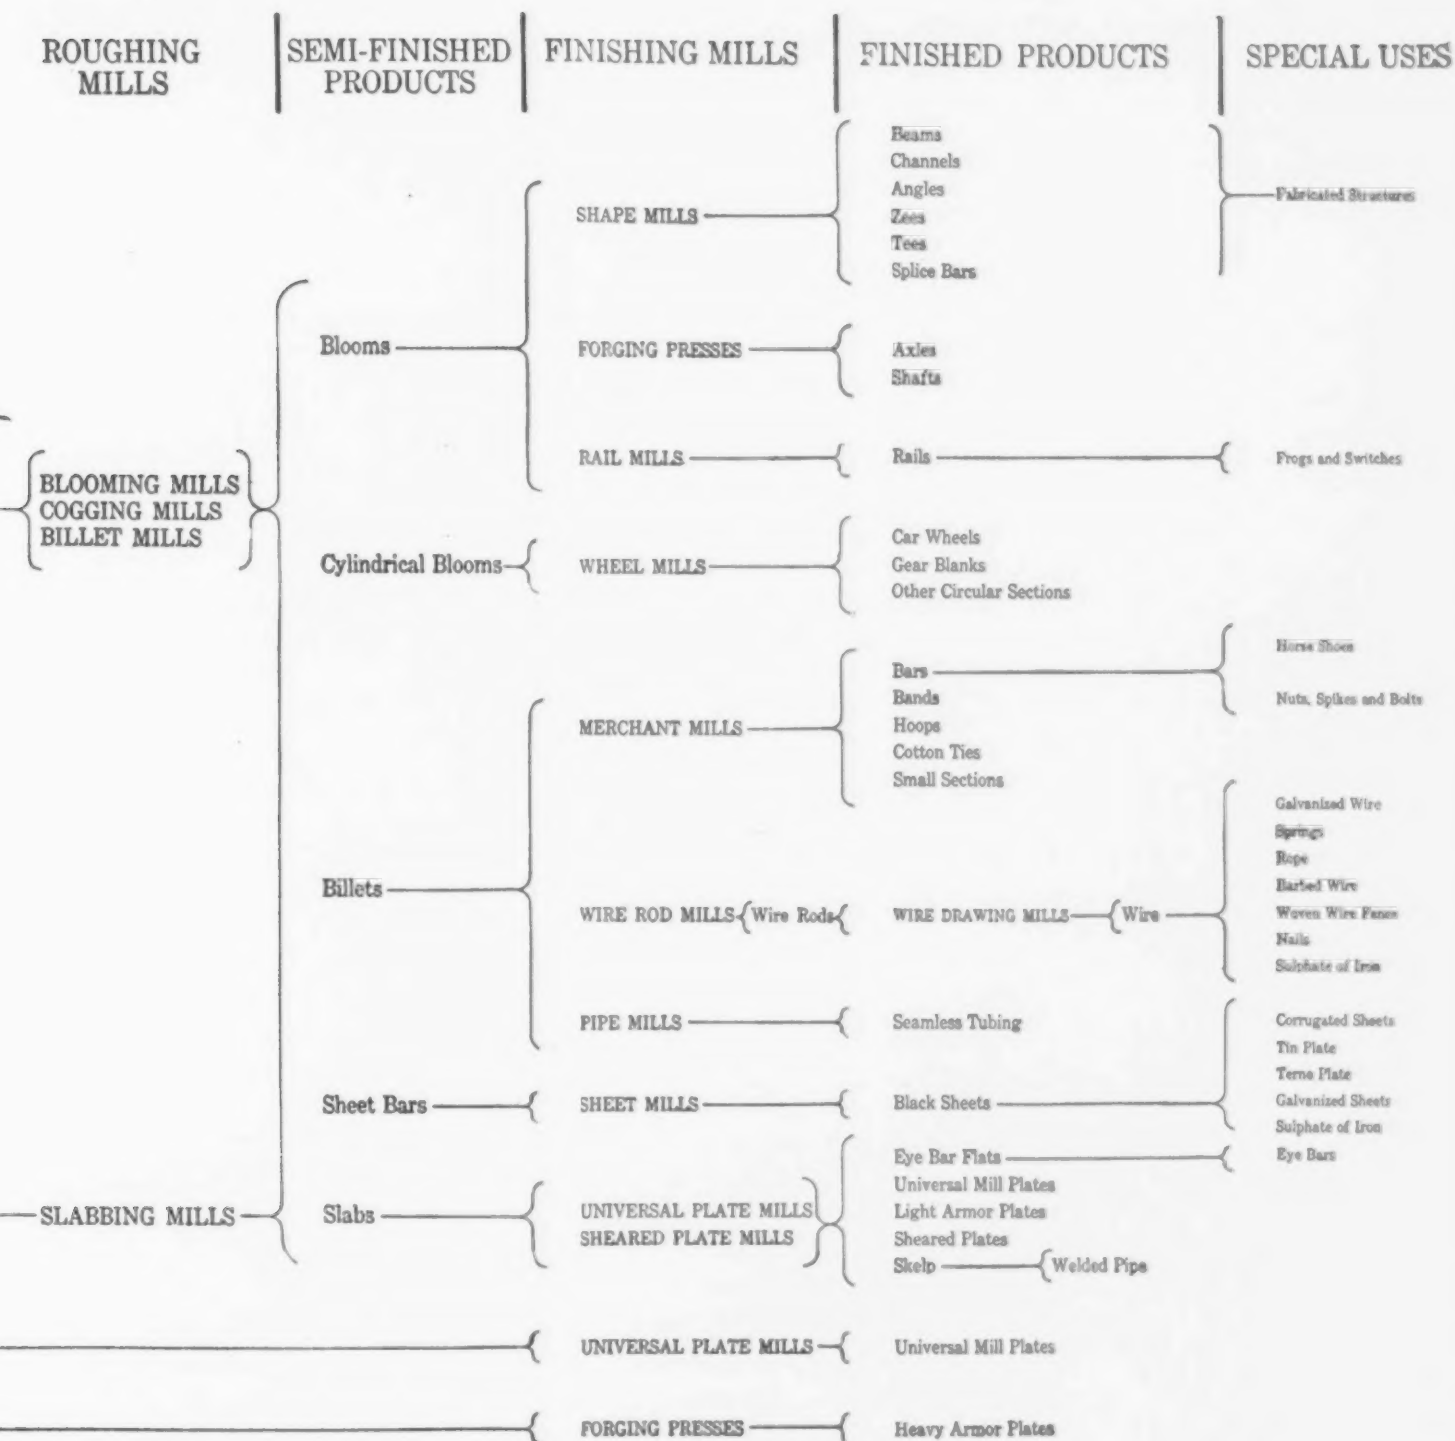 ROUGHING
MILLS
SEMI-FINISHED
PRODUCTS
FINISHING MILLS
FINISHED PRODUCTS
SPECIAL USES
BLOOMING MILLS
COGGING MILLS
BILLET MILLS
SLABBING MILLS
Blooms
SHAPE MILLS
Beams
Channels
Angles
Zees
Tees
Splice Bars
Fabricated Structures
FORGING PRESSES
Axles
Shafts
RAIL MILLS
Rails
Frogs and Switches
Cylindrical Blooms
WHEEL MILLS
Car Wheels
Gear Blanks
Other Circular Sections
Billets
MERCHANT MILLS
Bars
Bands
Hoops
Cotton Ties
Small Sections
Horse Shoes
Nuts, Spikes and Bolts
WIRE ROD MILLS Wire Rods
WIRE DRAWING MILLS Wire
Galvanized Wire
Springs
Rope
Barbed Wire
Woven Wire Fence
Nails
Sulphate of Iron
PIPE MILLS
Seamless Tubing
Sheet Bars
SHEET MILLS
Black Sheets
Corrugated Sheets
Tin Plate
Terne Plate
Galvanized Sheets
Sulphate of Iron
Slabs
UNIVERSAL PLATE MILLS
SHEARED PLATE MILLS
Eye Bar Flats
Eye Bars
Universal Mill Plates
Light Armor Plates
Sheared Plates
Skelp Welded Pipe
UNIVERSAL PLATE MILLS
Universal Mill Plates
FORGING PRESSES
Heavy Armor Plates